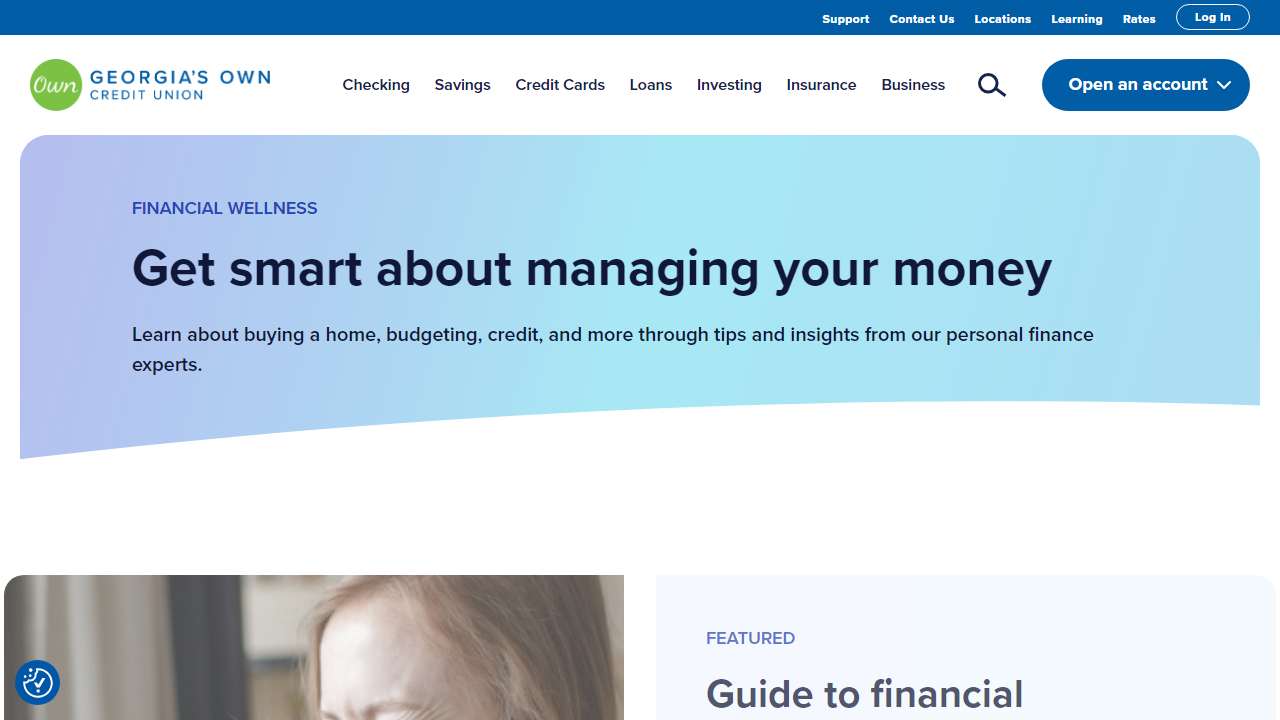 Support Contact Us Locations Learning Rates Log In
Own GEORGIA'S OWN
CREDIT UNION
Checking Savings Credit Cards Loans Investing Insurance Business Open an account
FINANCIAL WELLNESS
Get smart about managing your money
Learn about buying a home, budgeting, credit, and more through tips and insights from our personal finance
experts.
FEATURED
Guide to financial